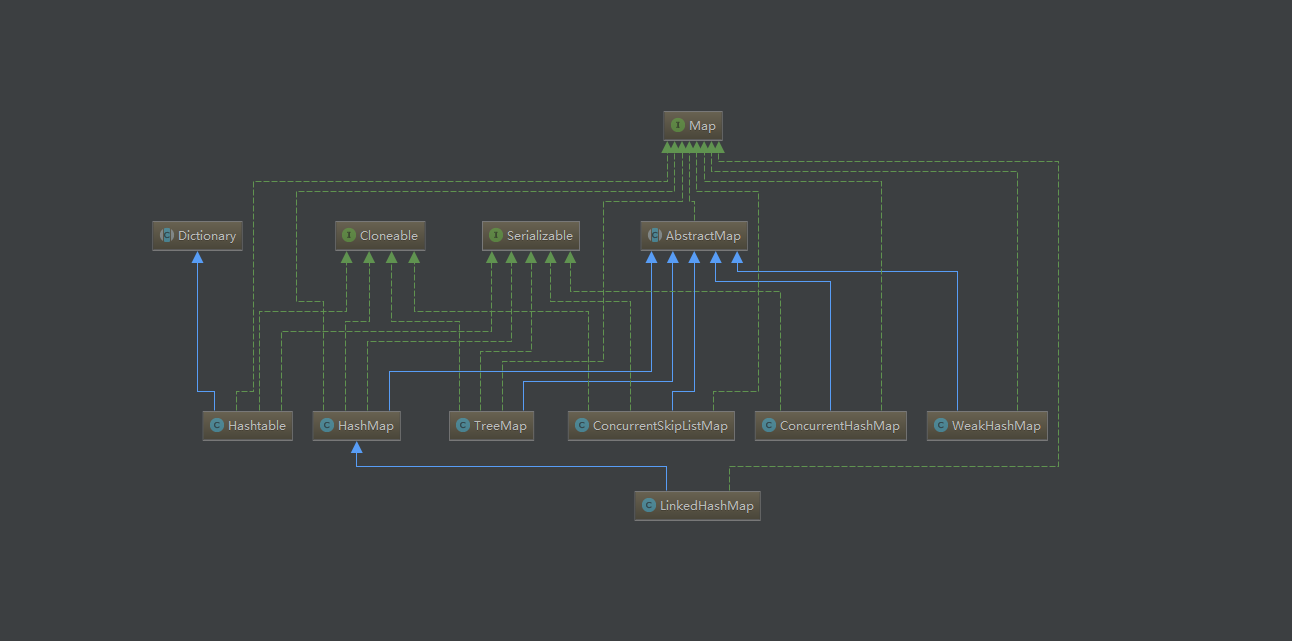 Map
Dictionary
Cloneable
Serializable
AbstractMap
Hashtable
HashMap
TreeMap
ConcurrentSkipListMap
ConcurrentHashMap
WeakHashMap
LinkedHashMap